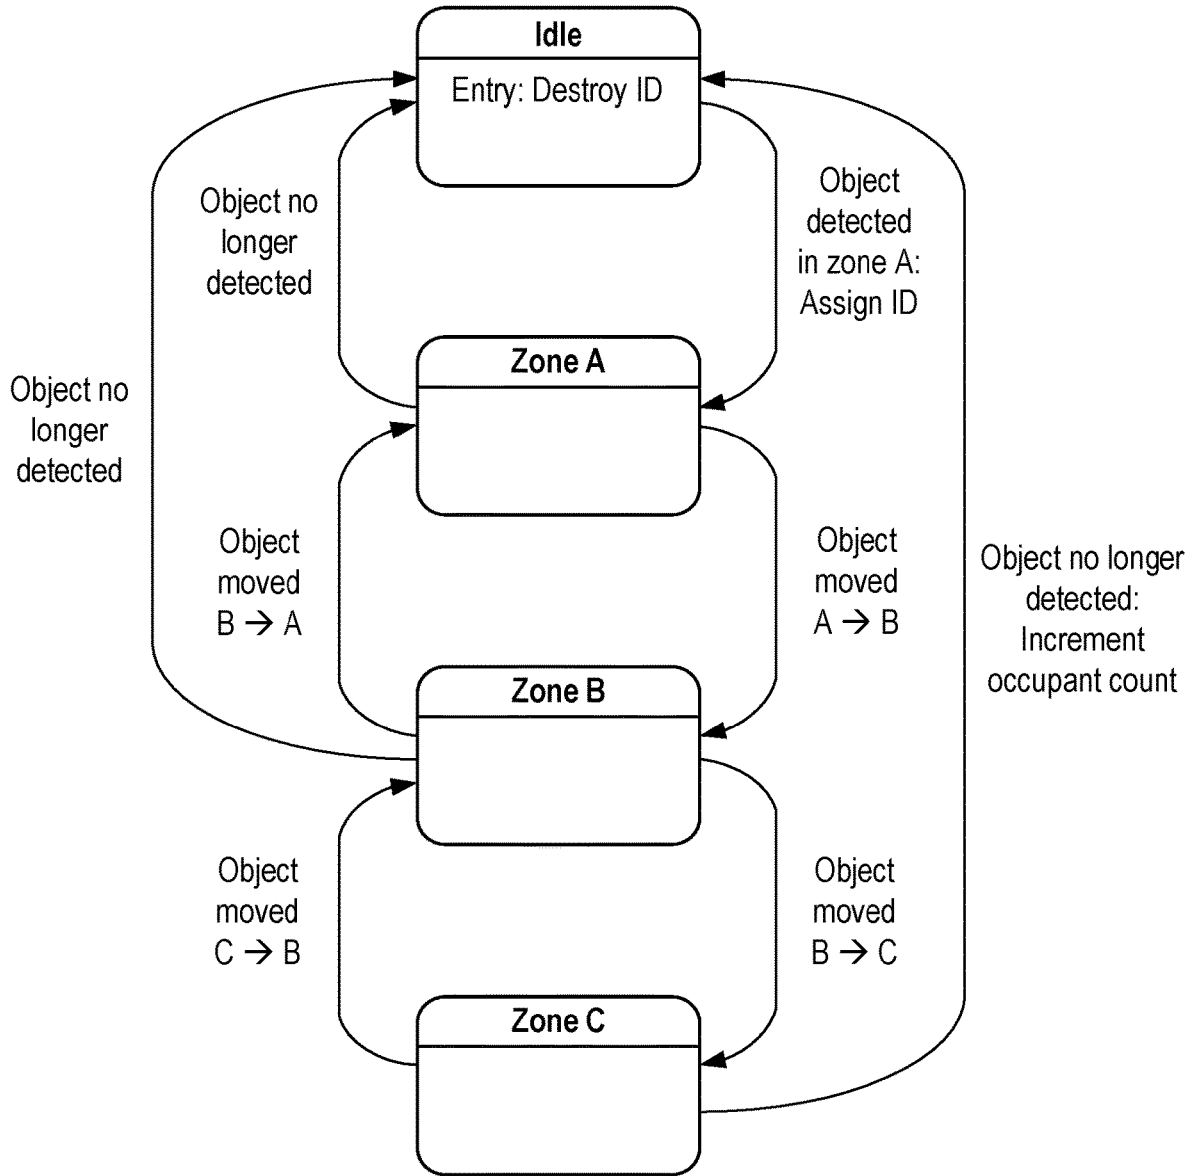 Idle
Entry: Destroy ID
Object no
longer
detected
Object
detected
in zone A:
Assign ID
Zone A
Object no
longer
detected
Object
moved
B → A
Object
moved
A → B
Object no longer
detected:
Increment
occupant count
Zone B
Object
moved
C → B
Object
moved
B → C
Zone C